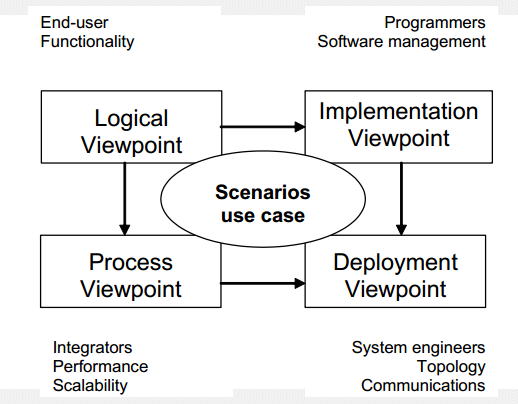 End-user
Functionality
Programmers
Software management
Logical
Viewpoint
Implementation
Viewpoint
Scenarios
use case
Process
Viewpoint
Deployment
Viewpoint
Integrators
Performance
Scalability
System engineers
Topology
Communications